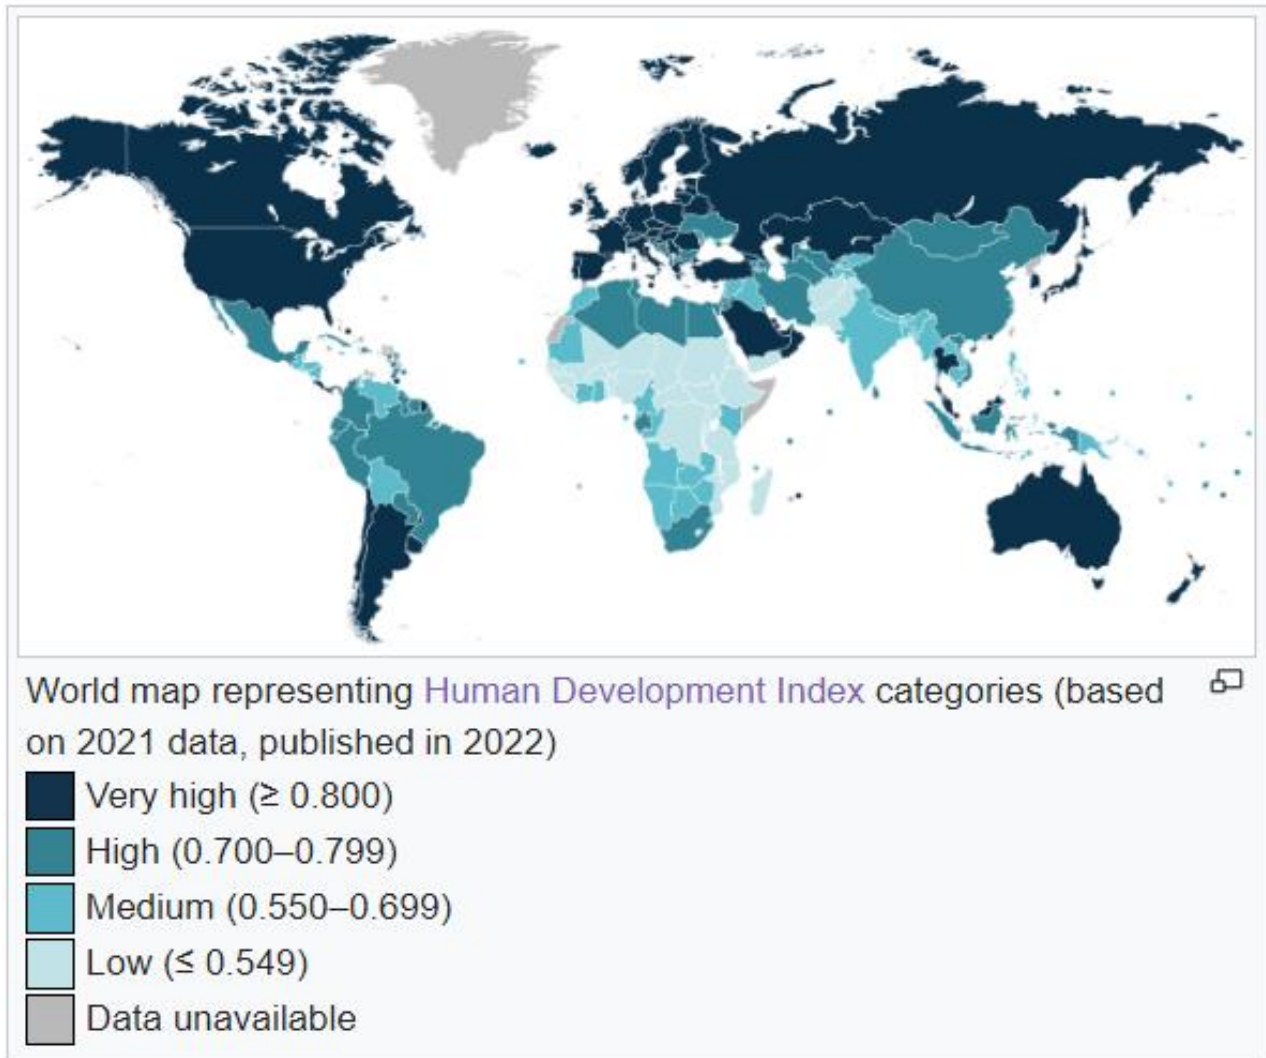 World map representing Human Development Index categories (based
on 2021 data, published in 2022)
Very high (≥ 0.800)
High (0.700–0.799)
Medium (0.550–0.699)
Low (≤ 0.549)
Data unavailable